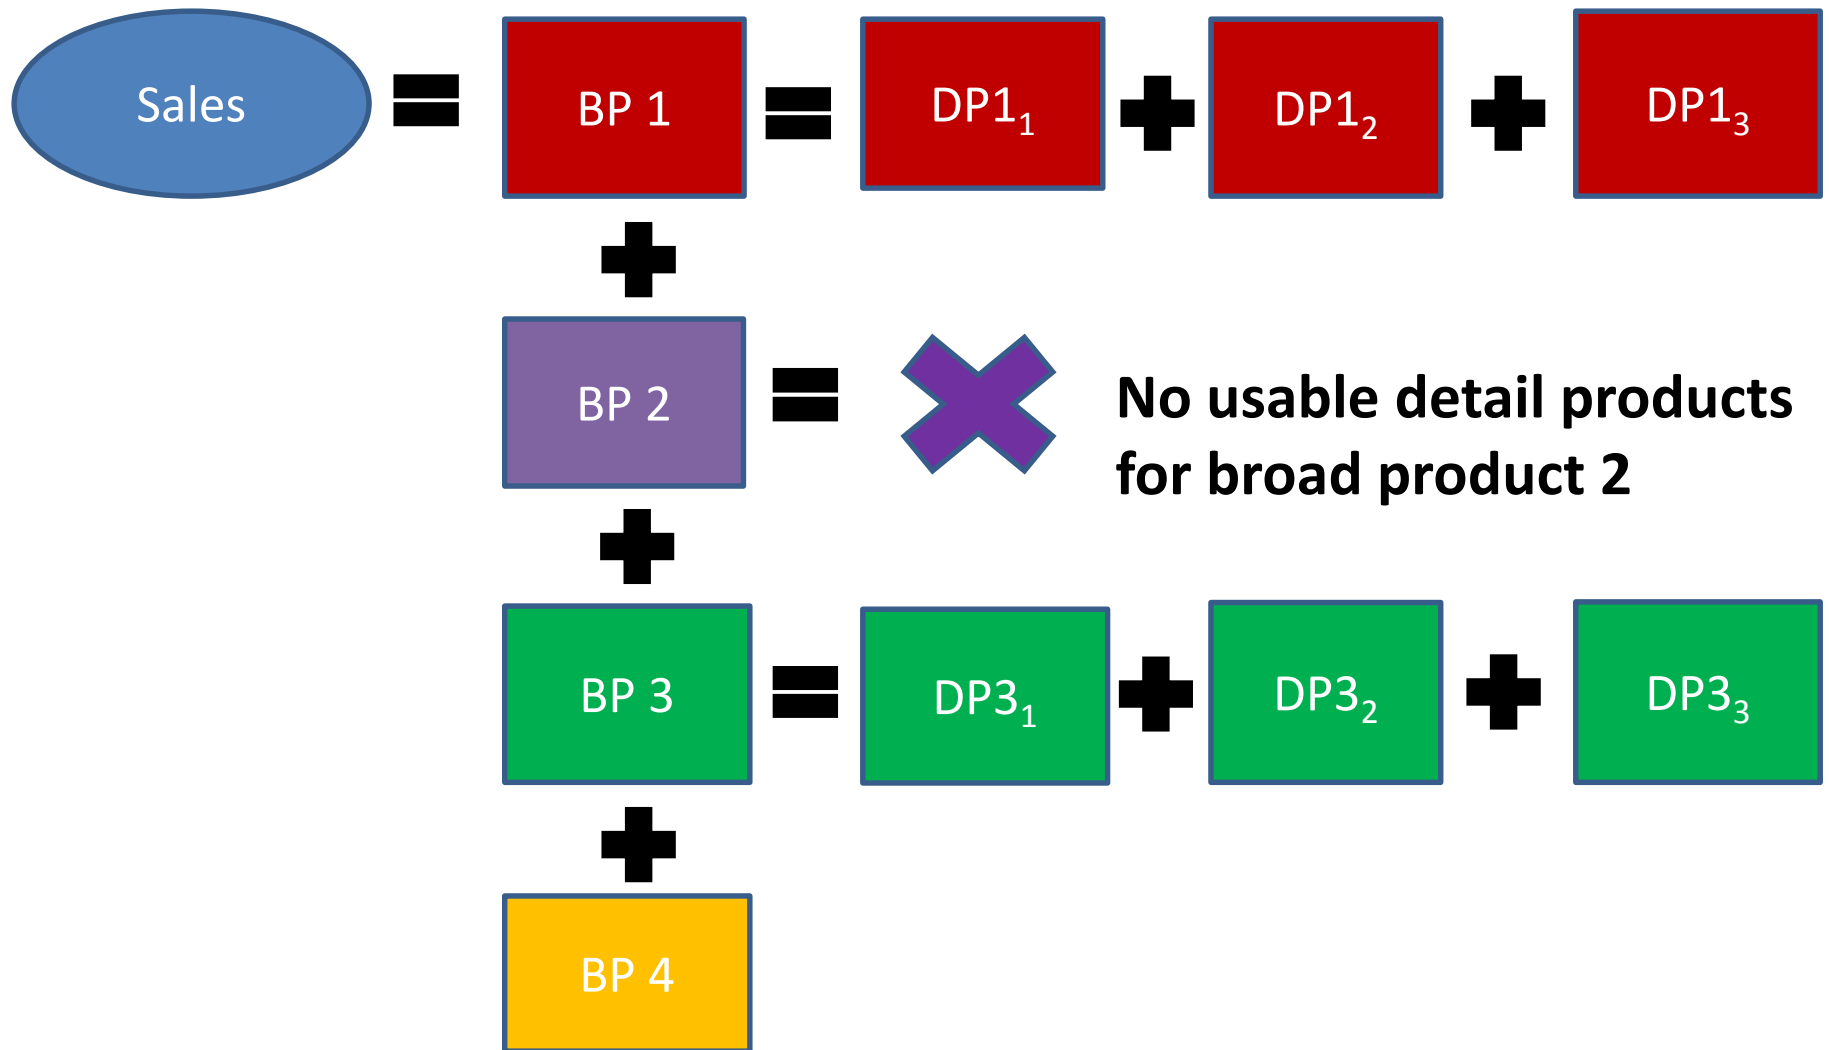 Sales
BP 1
DP1₁
DP1₂
DP1₃
BP 2
No usable detail products
for broad product 2
BP 3
DP3₁
DP3₂
DP3₃
BP 4